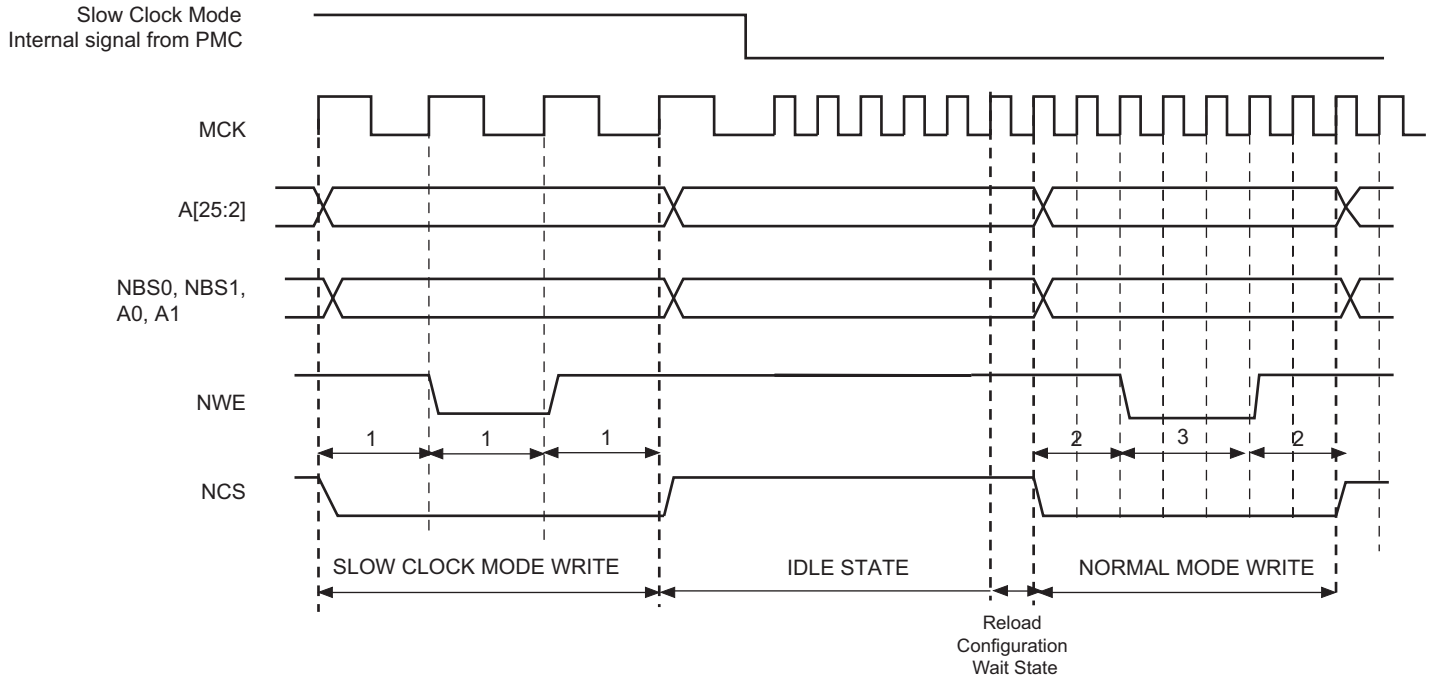 Slow Clock Mode
Internal signal from PMC
MCK
A[25:2]
NBS0, NBS1,
A0, A1
NWE
1 1 1 2 3 2
NCS
SLOW CLOCK MODE WRITE IDLE STATE NORMAL MODE WRITE
Reload
Configuration
Wait State